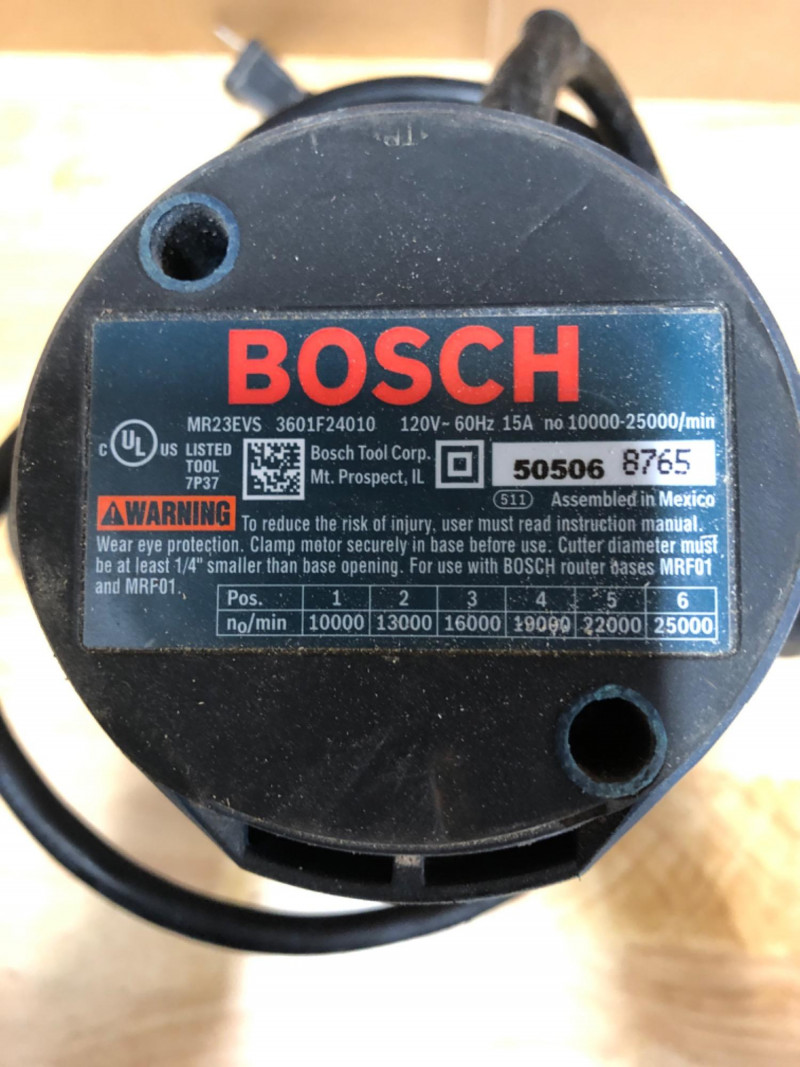 BOSCH
MR23EVS 3601F24010 120V~ 60Hz 15A no 10000-25000/min
C UL US LISTED TOOL 7P37
Bosch Tool Corp.
Mt. Prospect, IL
50506 8765
511 Assembled in Mexico
WARNING To reduce the risk of injury, user must read instruction manual.
Wear eye protection. Clamp motor securely in base before use. Cutter diameter must
be at least 1/4" smaller than base opening. For use with BOSCH router bases MRF01
and MRF01.
Pos. 1 2 3 4 5 6
no/min 10000 13000 16000 19000 22000 25000